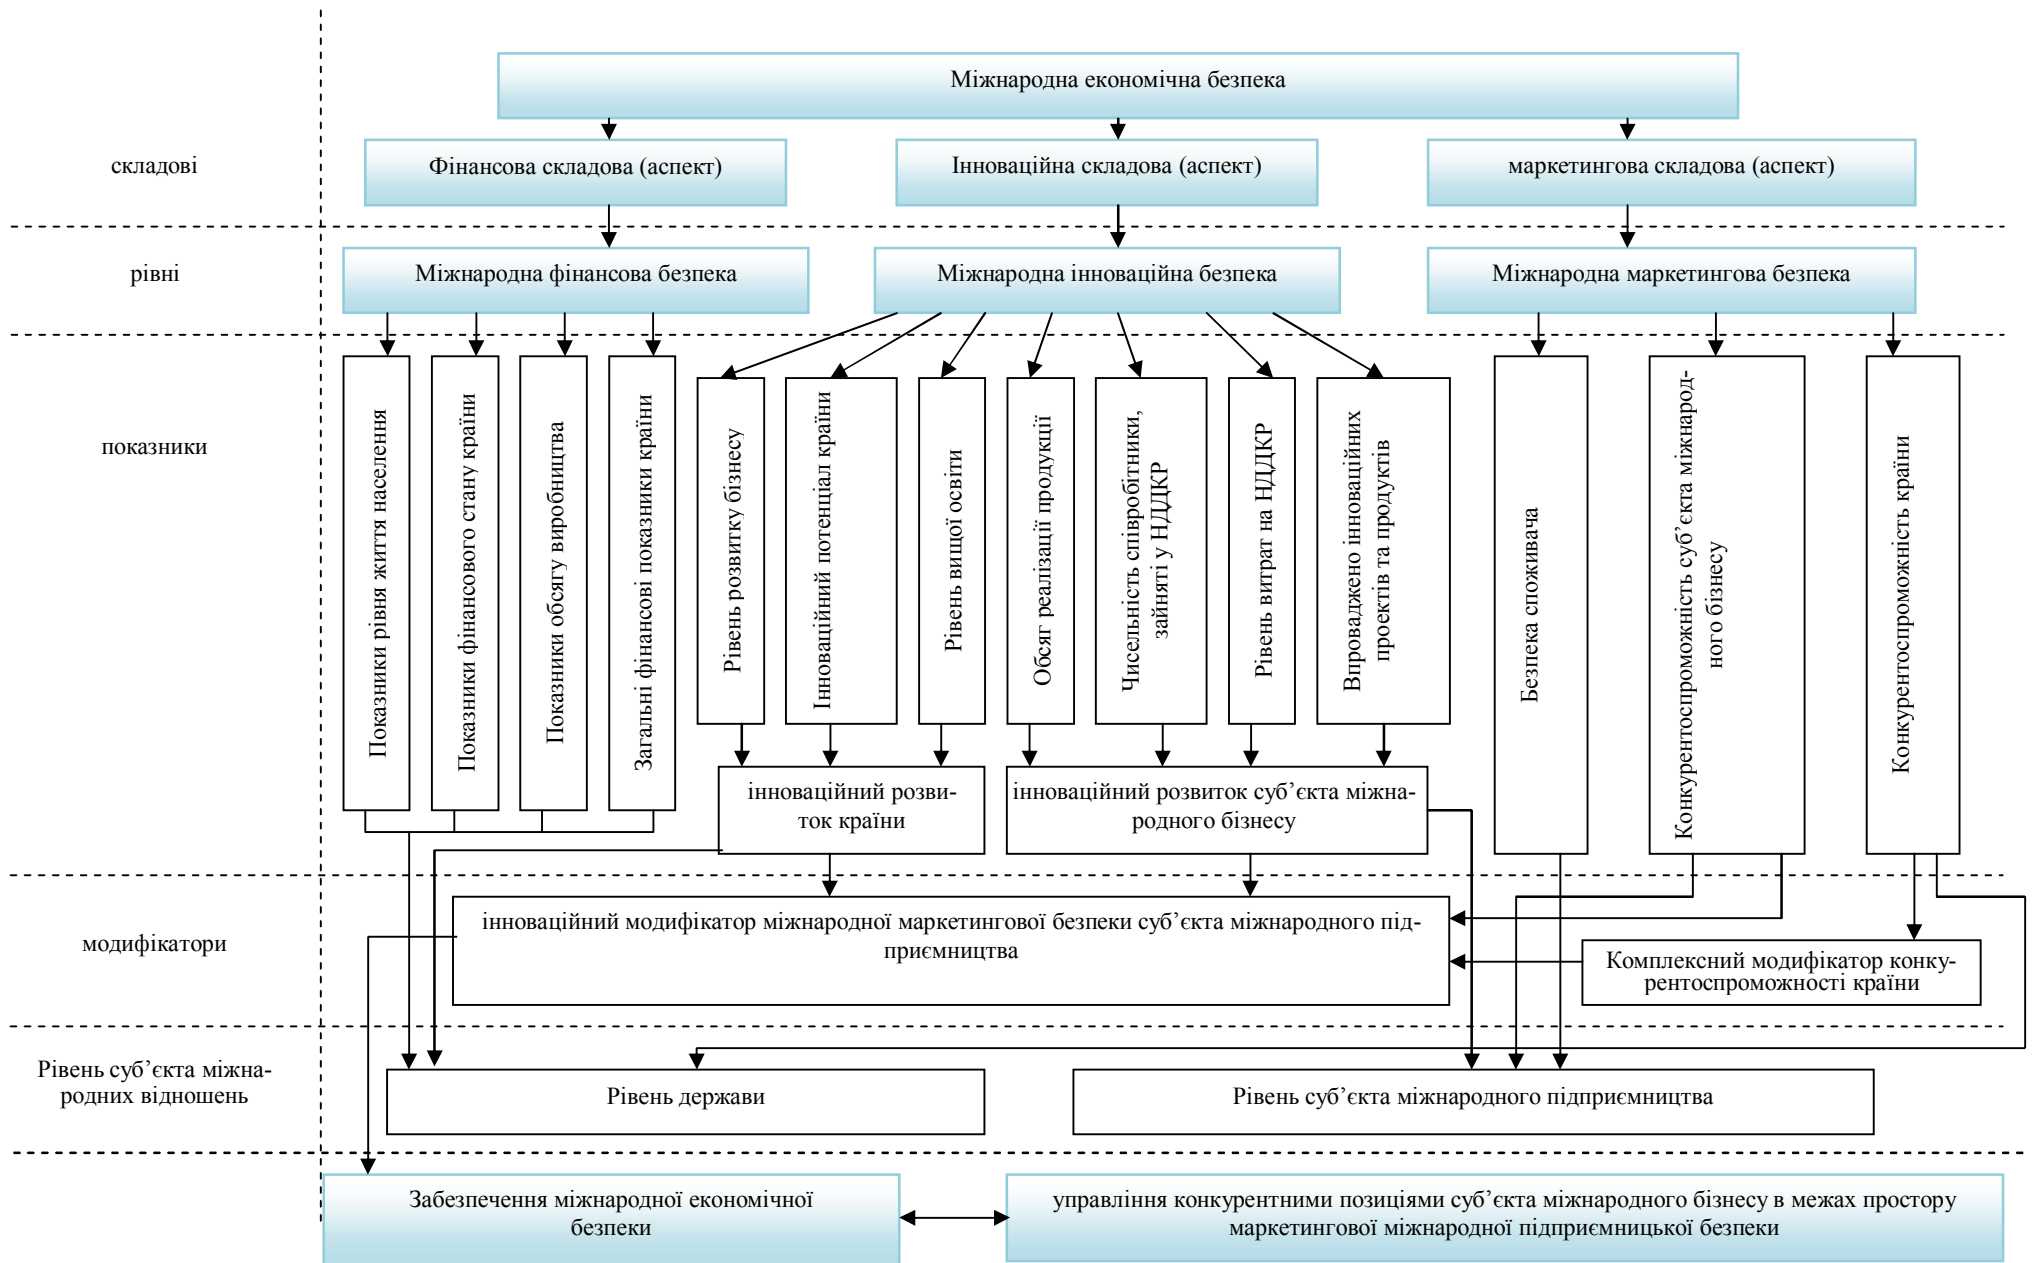 Міжнародна економічна безпека
складові
Фінансова складова (аспект)
Інноваційна складова (аспект)
маркетингова складова (аспект)
рівні
Міжнародна фінансова безпека
Міжнародна інноваційна безпека
Міжнародна маркетингова безпека
показники
Показники рівня життя населення
Показники фінансового стану країни
Показники обсягу виробництва
Загальні фінансові показники країни
Рівень розвитку бізнесу
Інноваційний потенціал країни
Рівень вищої освіти
Обсяг реалізації продукції
Чисельність співробітники,
зайняті у НДДКР
Рівень витрат на НДДКР
Впроваджено інноваційних
проектів та продуктів
Безпека споживача
Конкурентоспроможність суб’єкта міжнарод-
ного бізнесу
Конкурентоспроможність країни
інноваційний розви-
ток країни
інноваційний розвиток суб’єкта міжна-
родного бізнесу
модифікатори
інноваційний модифікатор міжнародної маркетингової безпеки суб’єкта міжнародного під-
приємництва
Комплексний модифікатор конку-
рентоспроможності країни
Рівень суб’єкта міжна-
родних відношень
Рівень держави
Рівень суб’єкта міжнародного підприємництва
Забезпечення міжнародної економічної
безпеки
управління конкурентними позиціями суб’єкта міжнародного бізнесу в межах простору
маркетингової міжнародної підприємницької безпеки